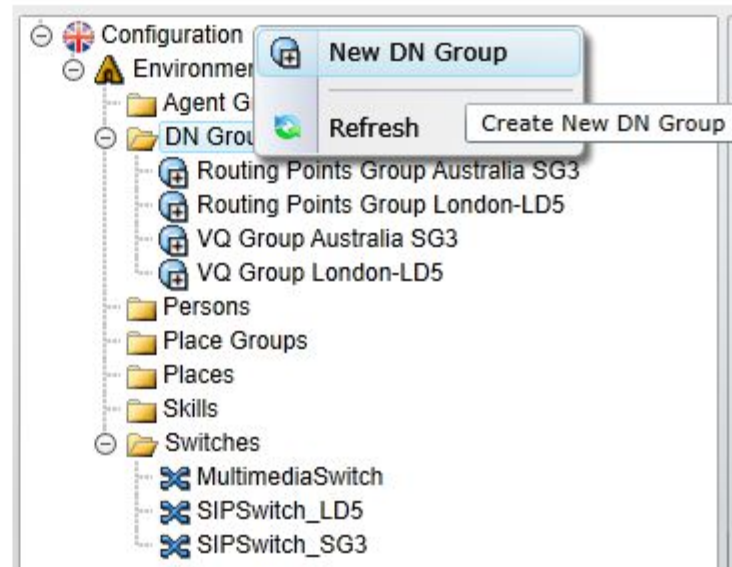 Configuration
New DN Group
Agent G
Refresh
Create New DN Group
Routing Points Group Australia SG3
Routing Points Group London-LD5
VQ Group Australia SG3
VQ Group London-LD5
Persons
Place Groups
Places
Skills
Switches
MultimediaSwitch
SIPSwitch_LD5
SIPSwitch_SG3